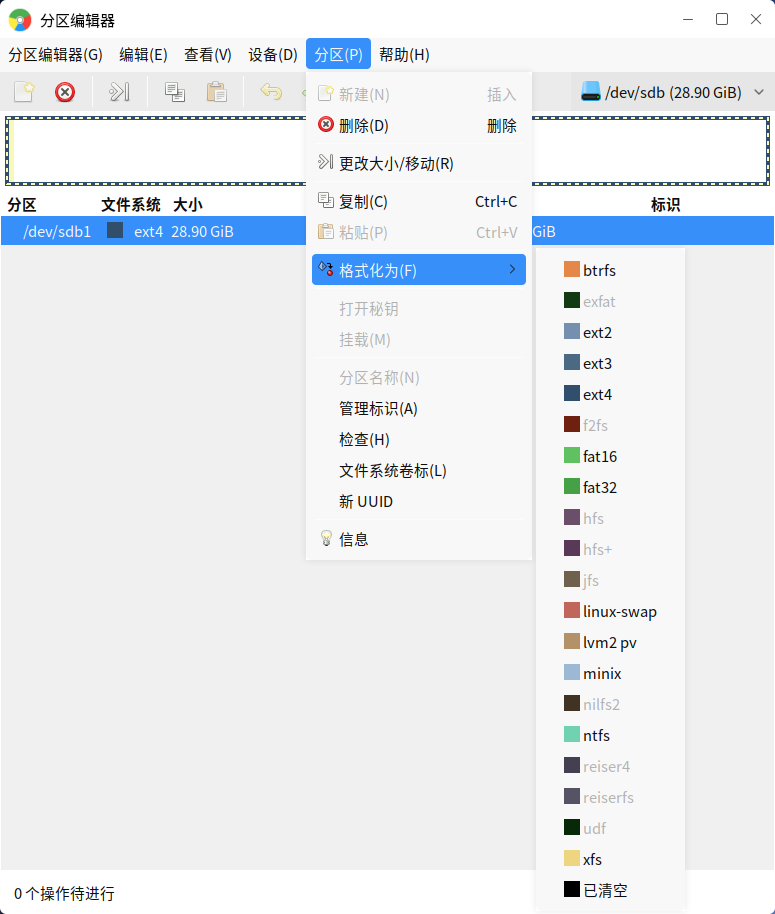 分区编辑器
分区编辑器(G) 编辑(E) 查看(V) 设备(D) 分区(P) 帮助(H)
/dev/sdb (28.90 GiB)
新建(N) 插入
删除(D) 删除
更改大小/移动(R)
复制(C) Ctrl+C
粘贴(P) Ctrl+V
格式化为(F)
打开秘钥
挂载(M)
分区名称(N)
管理标识(A)
检查(H)
文件系统卷标(L)
新 UUID
信息
分区 文件系统 大小 标识
/dev/sdb1 ext4 28.90 GiB GiB
btrfs
exfat
ext2
ext3
ext4
f2fs
fat16
fat32
hfs
hfs+
jfs
linux-swap
lvm2 pv
minix
nilfs2
ntfs
reiser4
reiserfs
udf
xfs
已清空
0 个操作待进行